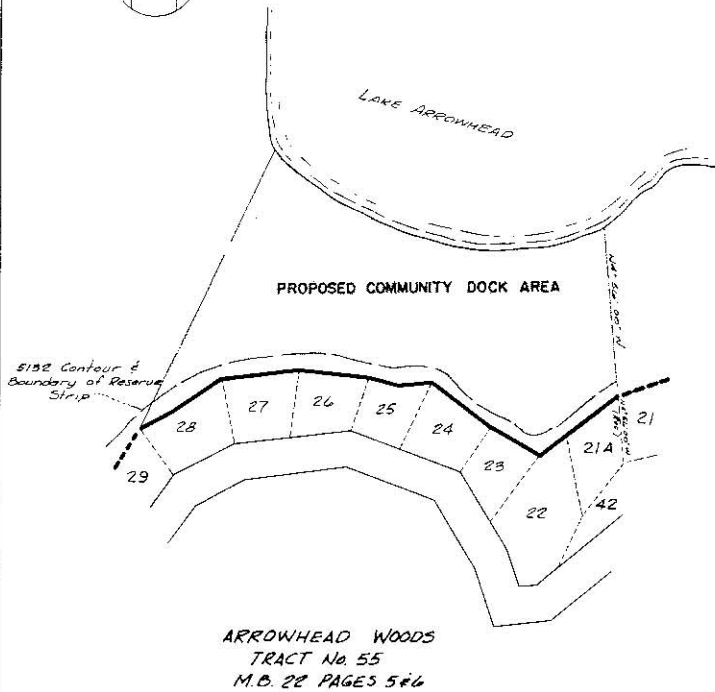 LAKE ARROWHEAD
PROPOSED COMMUNITY DOCK AREA
5132 Contour &
Boundary of Reserve
Strip
28
27
26
25
24
23
22
21A
21
29
42
ARROWHEAD WOODS
TRACT No. 55
M.B. 22 PAGES 5&6